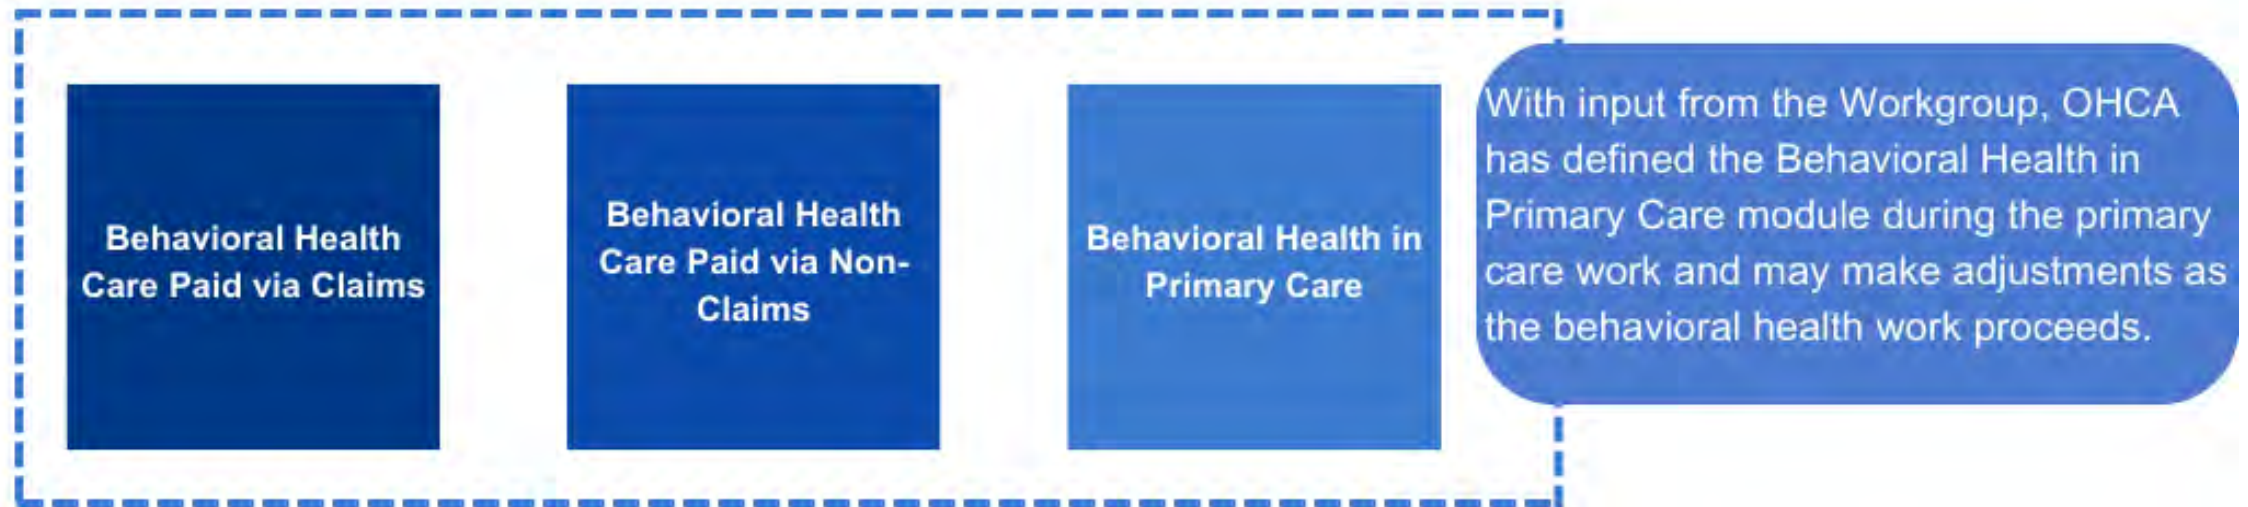 Behavioral Health
Care Paid via Claims
Behavioral Health
Care Paid via Non-
Claims
Behavioral Health in
Primary Care
With input from the Workgroup, OHCA
has defined the Behavioral Health in
Primary Care module during the primary
care work and may make adjustments as
the behavioral health work proceeds.